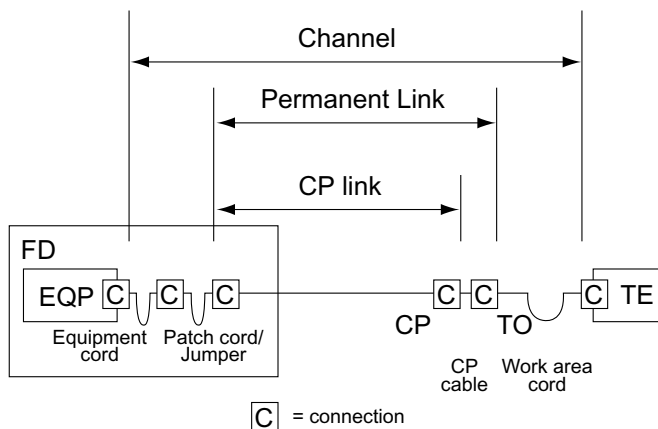 Channel
Permanent Link
CP link
FD
EQP
C
C
C
C
C
C
TE
CP
TO
Equipment
cord
Patch cord/
Jumper
CP
cable
Work area
cord
C = connection